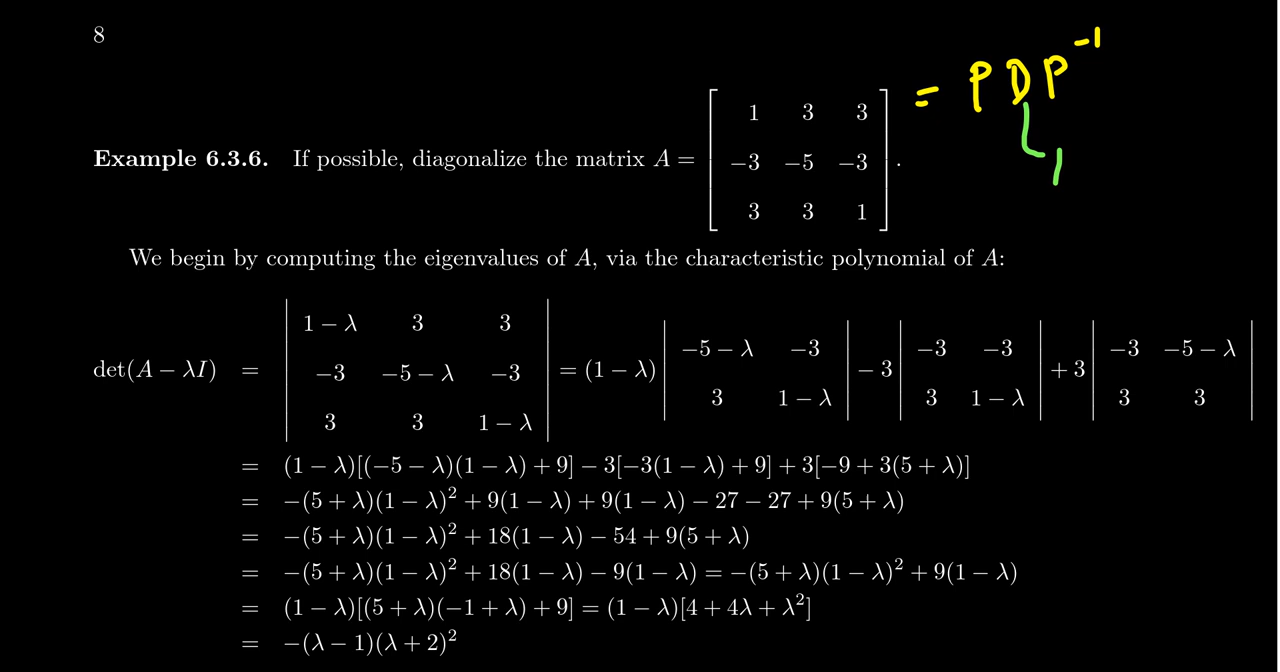 8
Example 6.3.6. If possible, diagonalize the matrix A = [ 1 3 3 ; −3 −5 −3 ; 3 3 1 ]. = P D P⁻¹
We begin by computing the eigenvalues of A, via the characteristic polynomial of A:
det(A − λI) = | 1 − λ 3 3 ; −3 −5 − λ −3 ; 3 3 1 − λ | = (1 − λ) | −5 − λ −3 ; 3 1 − λ | − 3 | −3 −3 ; 3 1 − λ | + 3 | −3 −5 − λ ; 3 3 |
= (1 − λ)[(−5 − λ)(1 − λ) + 9] − 3[−3(1 − λ) + 9] + 3[−9 + 3(5 + λ)]
= −(5 + λ)(1 − λ)² + 9(1 − λ) + 9(1 − λ) − 27 − 27 + 9(5 + λ)
= −(5 + λ)(1 − λ)² + 18(1 − λ) − 54 + 9(5 + λ)
= −(5 + λ)(1 − λ)² + 18(1 − λ) − 9(1 − λ) = −(5 + λ)(1 − λ)² + 9(1 − λ)
= (1 − λ)[(5 + λ)(−1 + λ) + 9] = (1 − λ)[4 + 4λ + λ²]
= −(λ − 1)(λ + 2)²